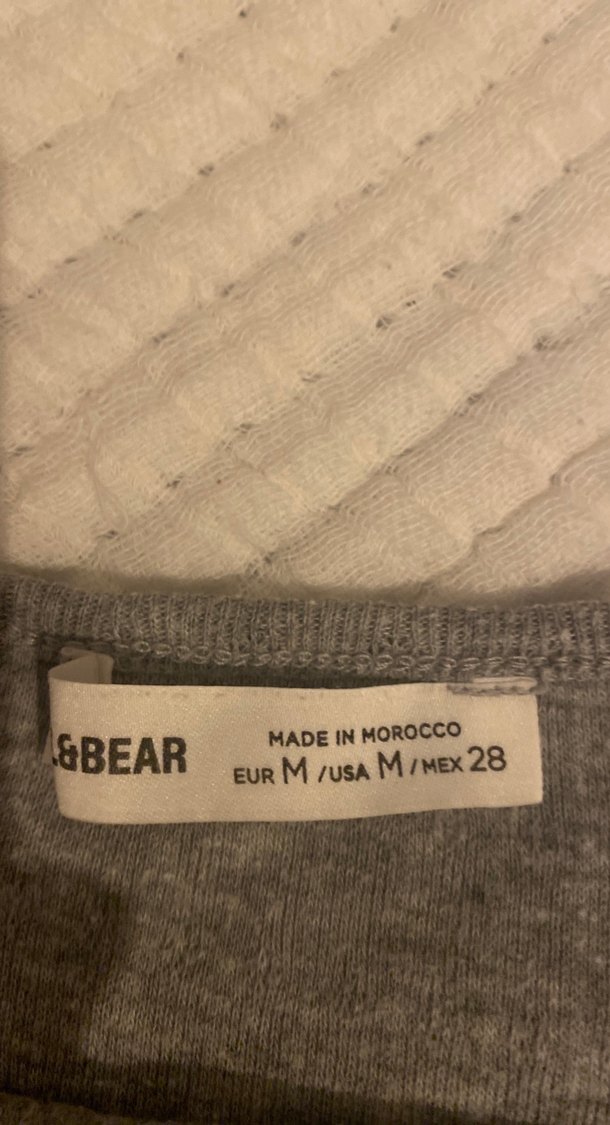 L&BEAR
MADE IN MOROCCO
EUR M / USA M / MEX 28